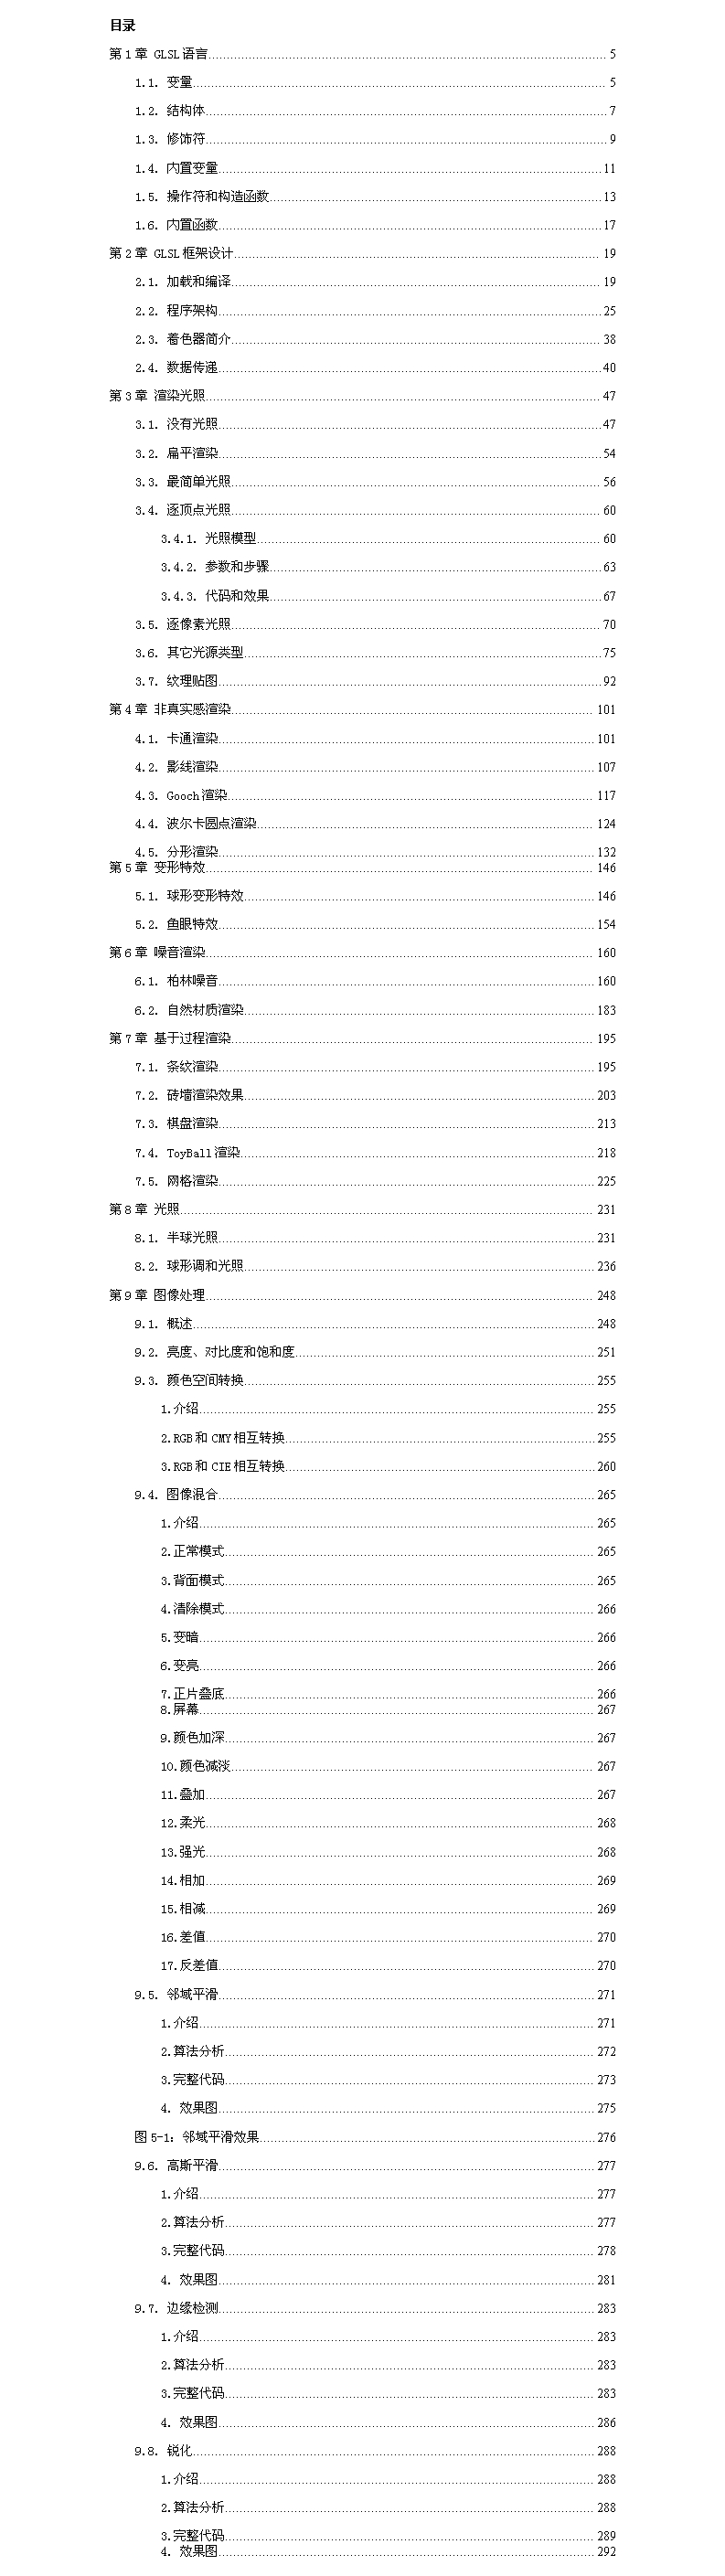 目录
第 1 章 GLSL 语言 5
1.1. 变量 5
1.2. 结构体 7
1.3. 修饰符 9
1.4. 内置变量 11
1.5. 操作符和构造函数 13
1.6. 内置函数 17
第 2 章 GLSL 框架设计 19
2.1. 加载和编译 19
2.2. 程序架构 25
2.3. 着色器简介 38
2.4. 数据传递 40
第 3 章 渲染光照 47
3.1. 没有光照 47
3.2. 扁平渲染 54
3.3. 最简单光照 56
3.4. 逐顶点光照 60
3.4.1. 光照模型 60
3.4.2. 参数和步骤 63
3.4.3. 代码和效果 67
3.5. 逐像素光照 70
3.6. 其它光源类型 75
3.7. 纹理贴图 92
第 4 章 非真实感渲染 101
4.1. 卡通渲染 101
4.2. 影线渲染 107
4.3. Gooch 渲染 117
4.4. 波尔卡圆点渲染 124
4.5. 分形渲染 132
第 5 章 变形特效 146
5.1. 球形变形特效 146
5.2. 鱼眼特效 154
第 6 章 噪音渲染 160
6.1. 柏林噪音 160
6.2. 自然材质渲染 183
第 7 章 基于过程渲染 195
7.1. 条纹渲染 195
7.2. 砖墙渲染效果 203
7.3. 棋盘渲染 213
7.4. ToyBall 渲染 218
7.5. 网格渲染 225
第 8 章 光照 231
8.1. 半球光照 231
8.2. 球形调和光照 236
第 9 章 图像处理 248
9.1. 概述 248
9.2. 亮度、对比度和饱和度 251
9.3. 颜色空间转换 255
1.介绍 255
2.RGB 和 CMY 相互转换 255
3.RGB 和 CIE 相互转换 260
9.4. 图像混合 265
1.介绍 265
2.正常模式 265
3.背面模式 265
4.清除模式 266
5.变暗 266
6.变亮 266
7.正片叠底 266
8.屏幕 267
9.颜色加深 267
10.颜色减淡 267
11.叠加 267
12.柔光 268
13.强光 268
14.相加 269
15.相减 269
16.差值 270
17.反差值 270
9.5. 邻域平滑 271
1.介绍 271
2.算法分析 272
3.完整代码 273
4. 效果图 275
图 5-1：邻域平滑效果 276
9.6. 高斯平滑 277
1.介绍 277
2.算法分析 277
3.完整代码 278
4. 效果图 281
9.7. 边缘检测 283
1.介绍 283
2.算法分析 283
3.完整代码 283
4. 效果图 286
9.8. 锐化 288
1.介绍 288
2.算法分析 288
3.完整代码 289
4. 效果图 292